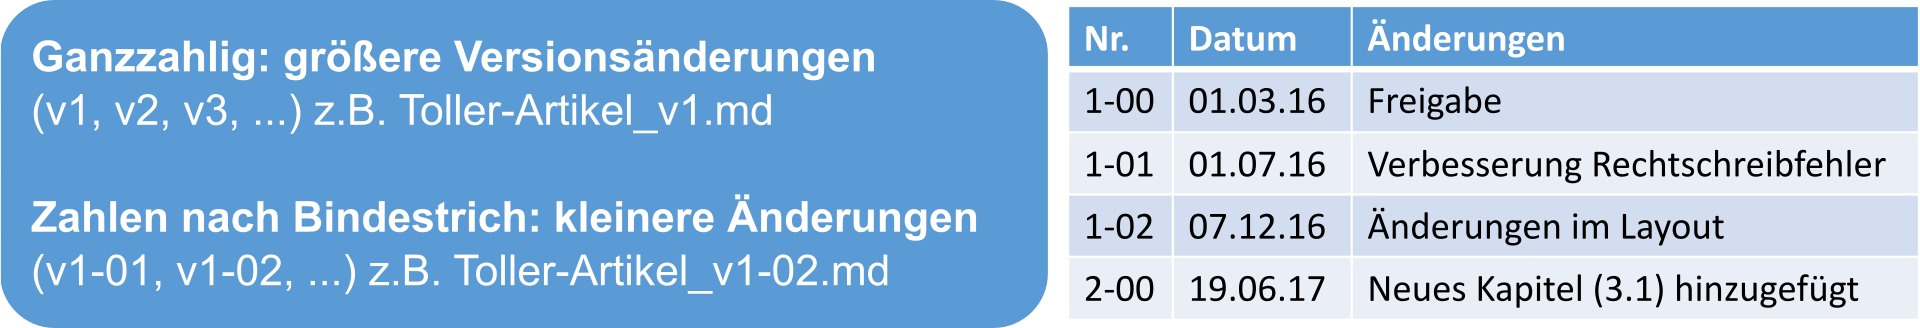 Ganzzahlig: größere Versionsänderungen
(v1, v2, v3, ...) z.B. Toller-Artikel_v1.md
Zahlen nach Bindestrich: kleinere Änderungen
(v1-01, v1-02, ...) z.B. Toller-Artikel_v1-02.md
Nr. Datum Änderungen
1-00 01.03.16 Freigabe
1-01 01.07.16 Verbesserung Rechtschreibfehler
1-02 07.12.16 Änderungen im Layout
2-00 19.06.17 Neues Kapitel (3.1) hinzugefügt